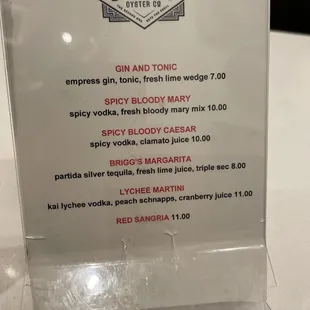 OYSTER CO
GIN AND TONIC
empress gin, tonic, fresh lime wedge 7.00
SPICY BLOODY MARY
spicy vodka, fresh bloody mary mix 10.00
SPICY BLOODY CAESAR
spicy vodka, clamato juice 10.00
BRIGG'S MARGARITA
partida silver tequila, fresh lime juice, triple sec 8.00
LYCHEE MARTINI
kai lychee vodka, peach schnapps, cranberry juice 11.00
RED SANGRIA 11.00